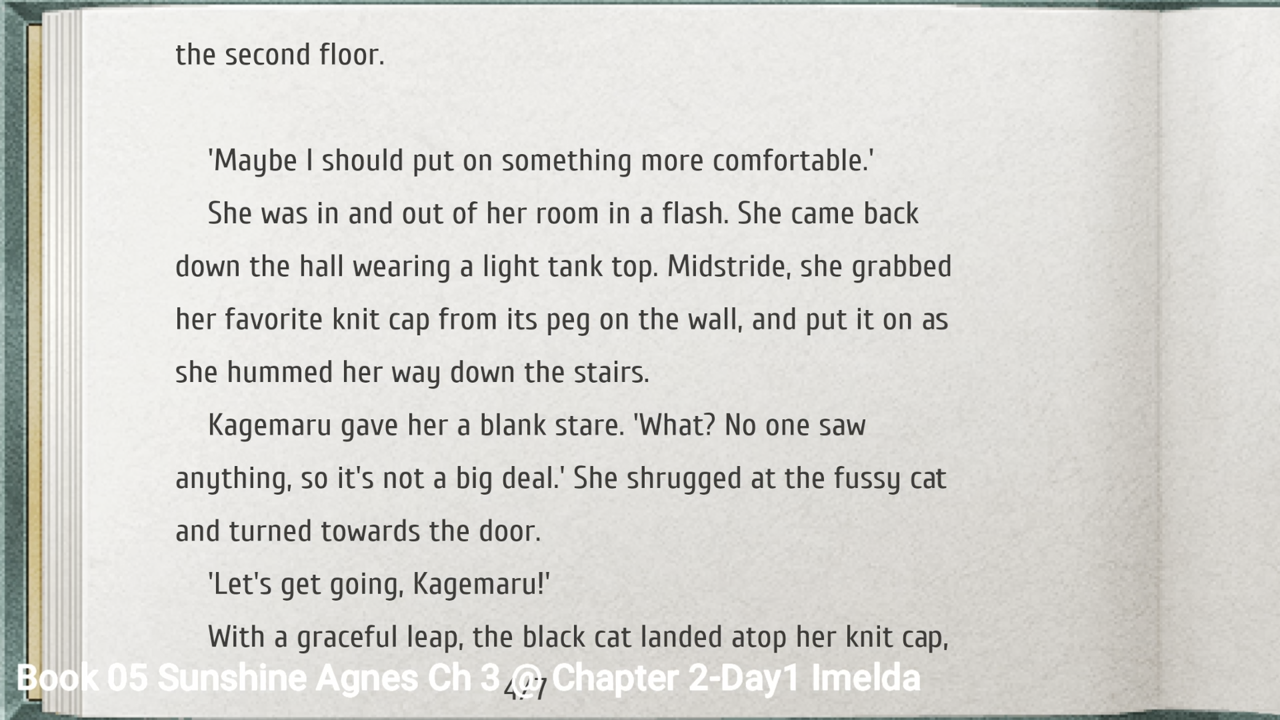 the second floor.
'Maybe I should put on something more comfortable.'
She was in and out of her room in a flash. She came back
down the hall wearing a light tank top. Midstride, she grabbed
her favorite knit cap from its peg on the wall, and put it on as
she hummed her way down the stairs.
Kagemaru gave her a blank stare. 'What? No one saw
anything, so it's not a big deal.' She shrugged at the fussy cat
and turned towards the door.
'Let's get going, Kagemaru!'
With a graceful leap, the black cat landed atop her knit cap,
Book 05 Sunshine Agnes Ch 3 @ Chapter 2-Day1 Imelda
4/7